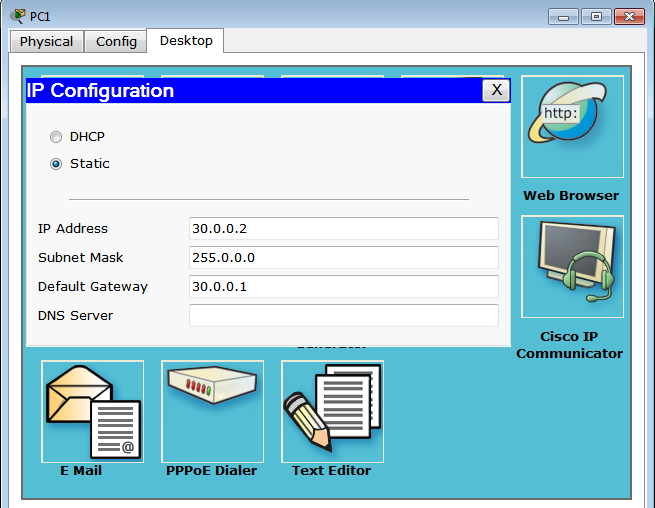 PC1
Physical
Config
Desktop
IP Configuration
X
DHCP
Static
IP Address
30.0.0.2
Subnet Mask
255.0.0.0
Default Gateway
30.0.0.1
DNS Server
http:
Web Browser
Cisco IP
Communicator
@
E Mail
PPPoE Dialer
Text Editor